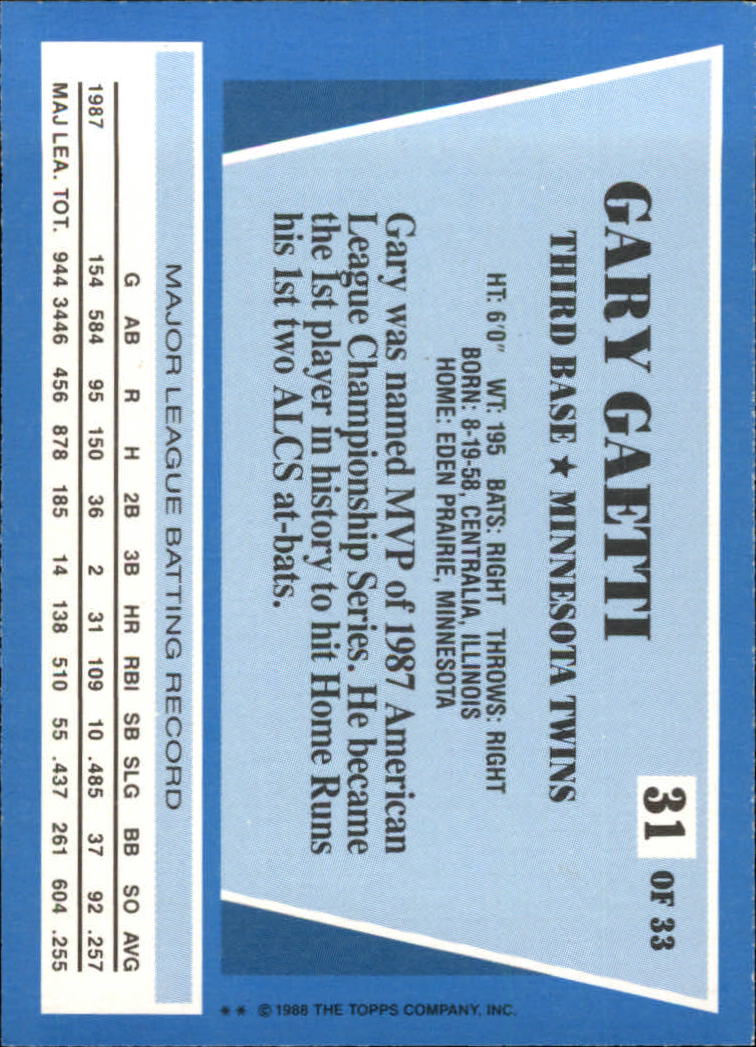 31 OF 33
GARY GAETTI
THIRD BASE ★ MINNESOTA TWINS
HT: 6'0" WT: 195 BATS: RIGHT THROWS: RIGHT
BORN: 8-19-58, CENTRALIA, ILLINOIS
HOME: EDEN PRAIRIE, MINNESOTA
Gary was named MVP of 1987 American
League Championship Series. He became
the 1st player in history to hit Home Runs
his 1st two ALCS at-bats.
MAJOR LEAGUE BATTING RECORD
G AB R H 2B 3B HR RBI SB SLG BB SO AVG
1987 154 584 95 150 36 2 31 109 10 .485 37 92 .257
MAJ LEA. TOT. 944 3446 456 878 185 14 138 510 55 .437 261 604 .255
** © 1988 THE TOPPS COMPANY, INC.